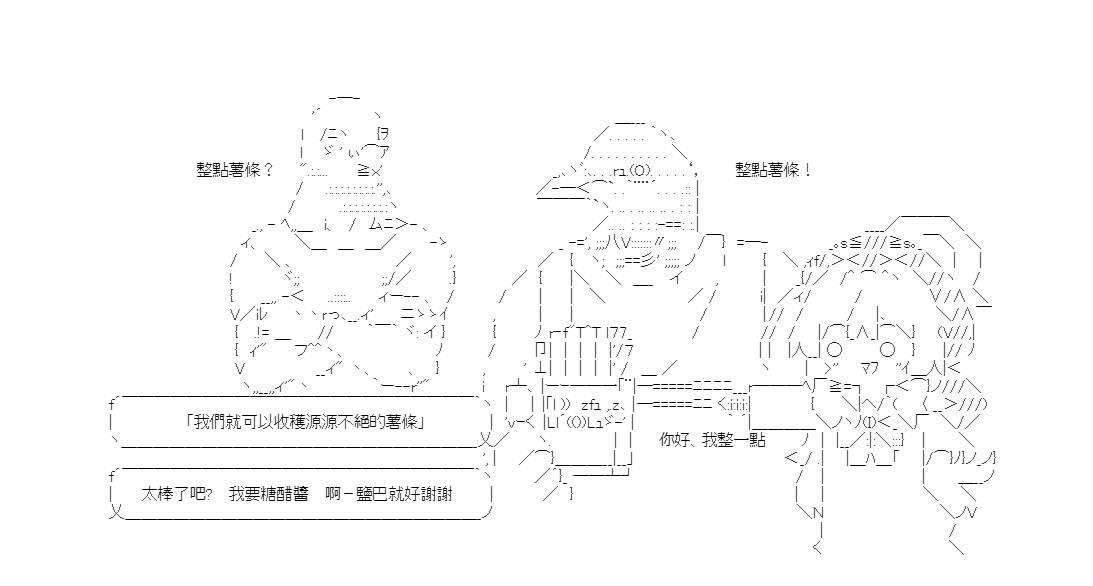 整點薯條？
整點薯條！
「我們就可以收穫源源不絕的薯條」
你好、我整一點
太棒了吧?　我要糖醋醬　啊－鹽巴就好謝謝